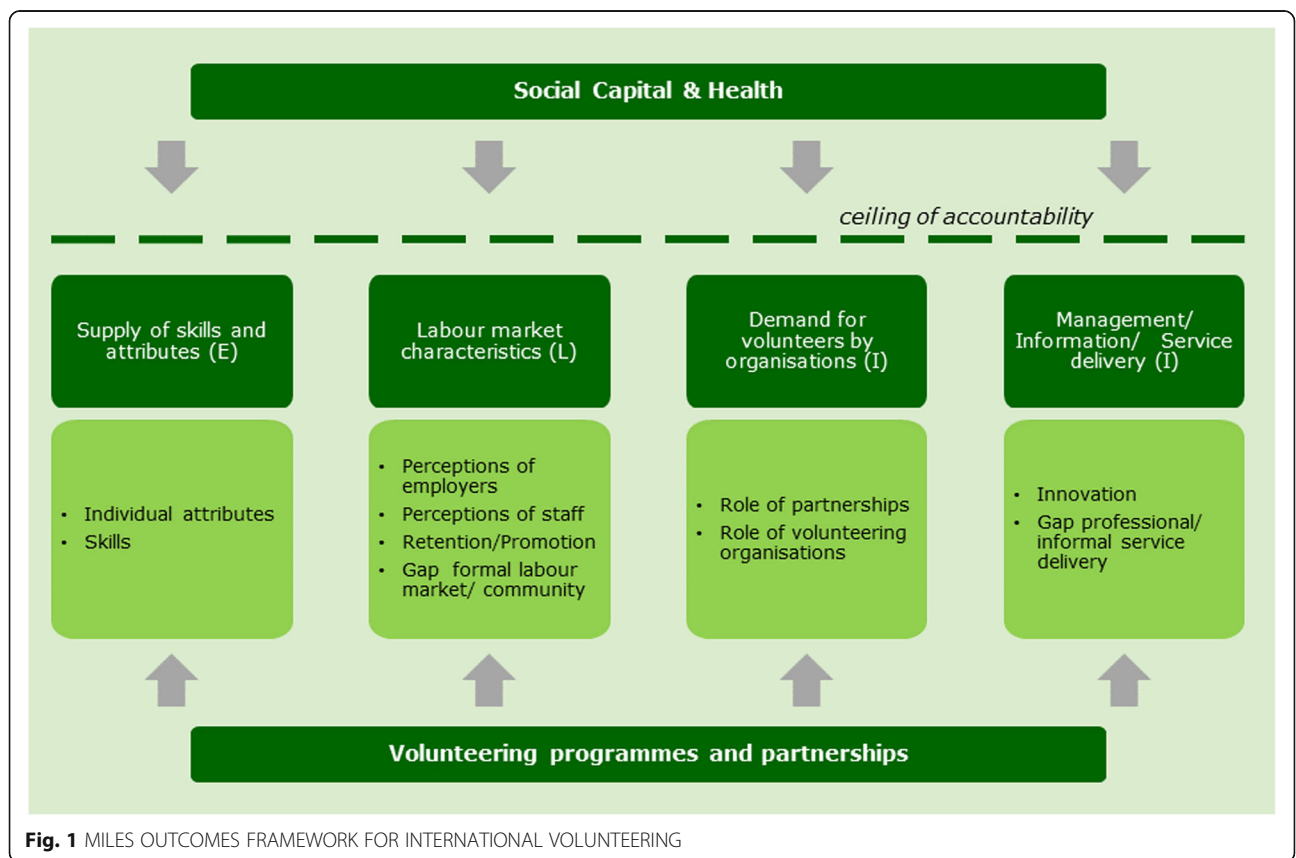 Social Capital & Health
ceiling of accountability
Supply of skills and
attributes (E)
Labour market
characteristics (L)
Demand for
volunteers by
organisations (I)
Management/
Information/ Service
delivery (I)
• Individual attributes
• Skills
• Perceptions of
employers
• Perceptions of staff
• Retention/Promotion
• Gap formal labour
market/ community
• Role of partnerships
• Role of volunteering
organisations
• Innovation
• Gap professional/
informal service
delivery
Volunteering programmes and partnerships
Fig. 1 MILES OUTCOMES FRAMEWORK FOR INTERNATIONAL VOLUNTEERING